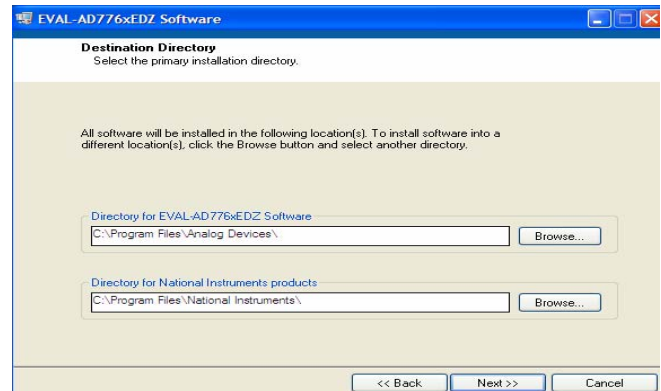 EVAL-AD776xEDZ Software
Destination Directory
Select the primary installation directory.
All software will be installed in the following location(s). To install software into a
different location(s), click the Browse button and select another directory.
Directory for EVAL-AD776xEDZ Software
C:\Program Files\Analog Devices\
Browse...
Directory for National Instruments products
C:\Program Files\National Instruments\
Browse...
<< Back
Next >>
Cancel